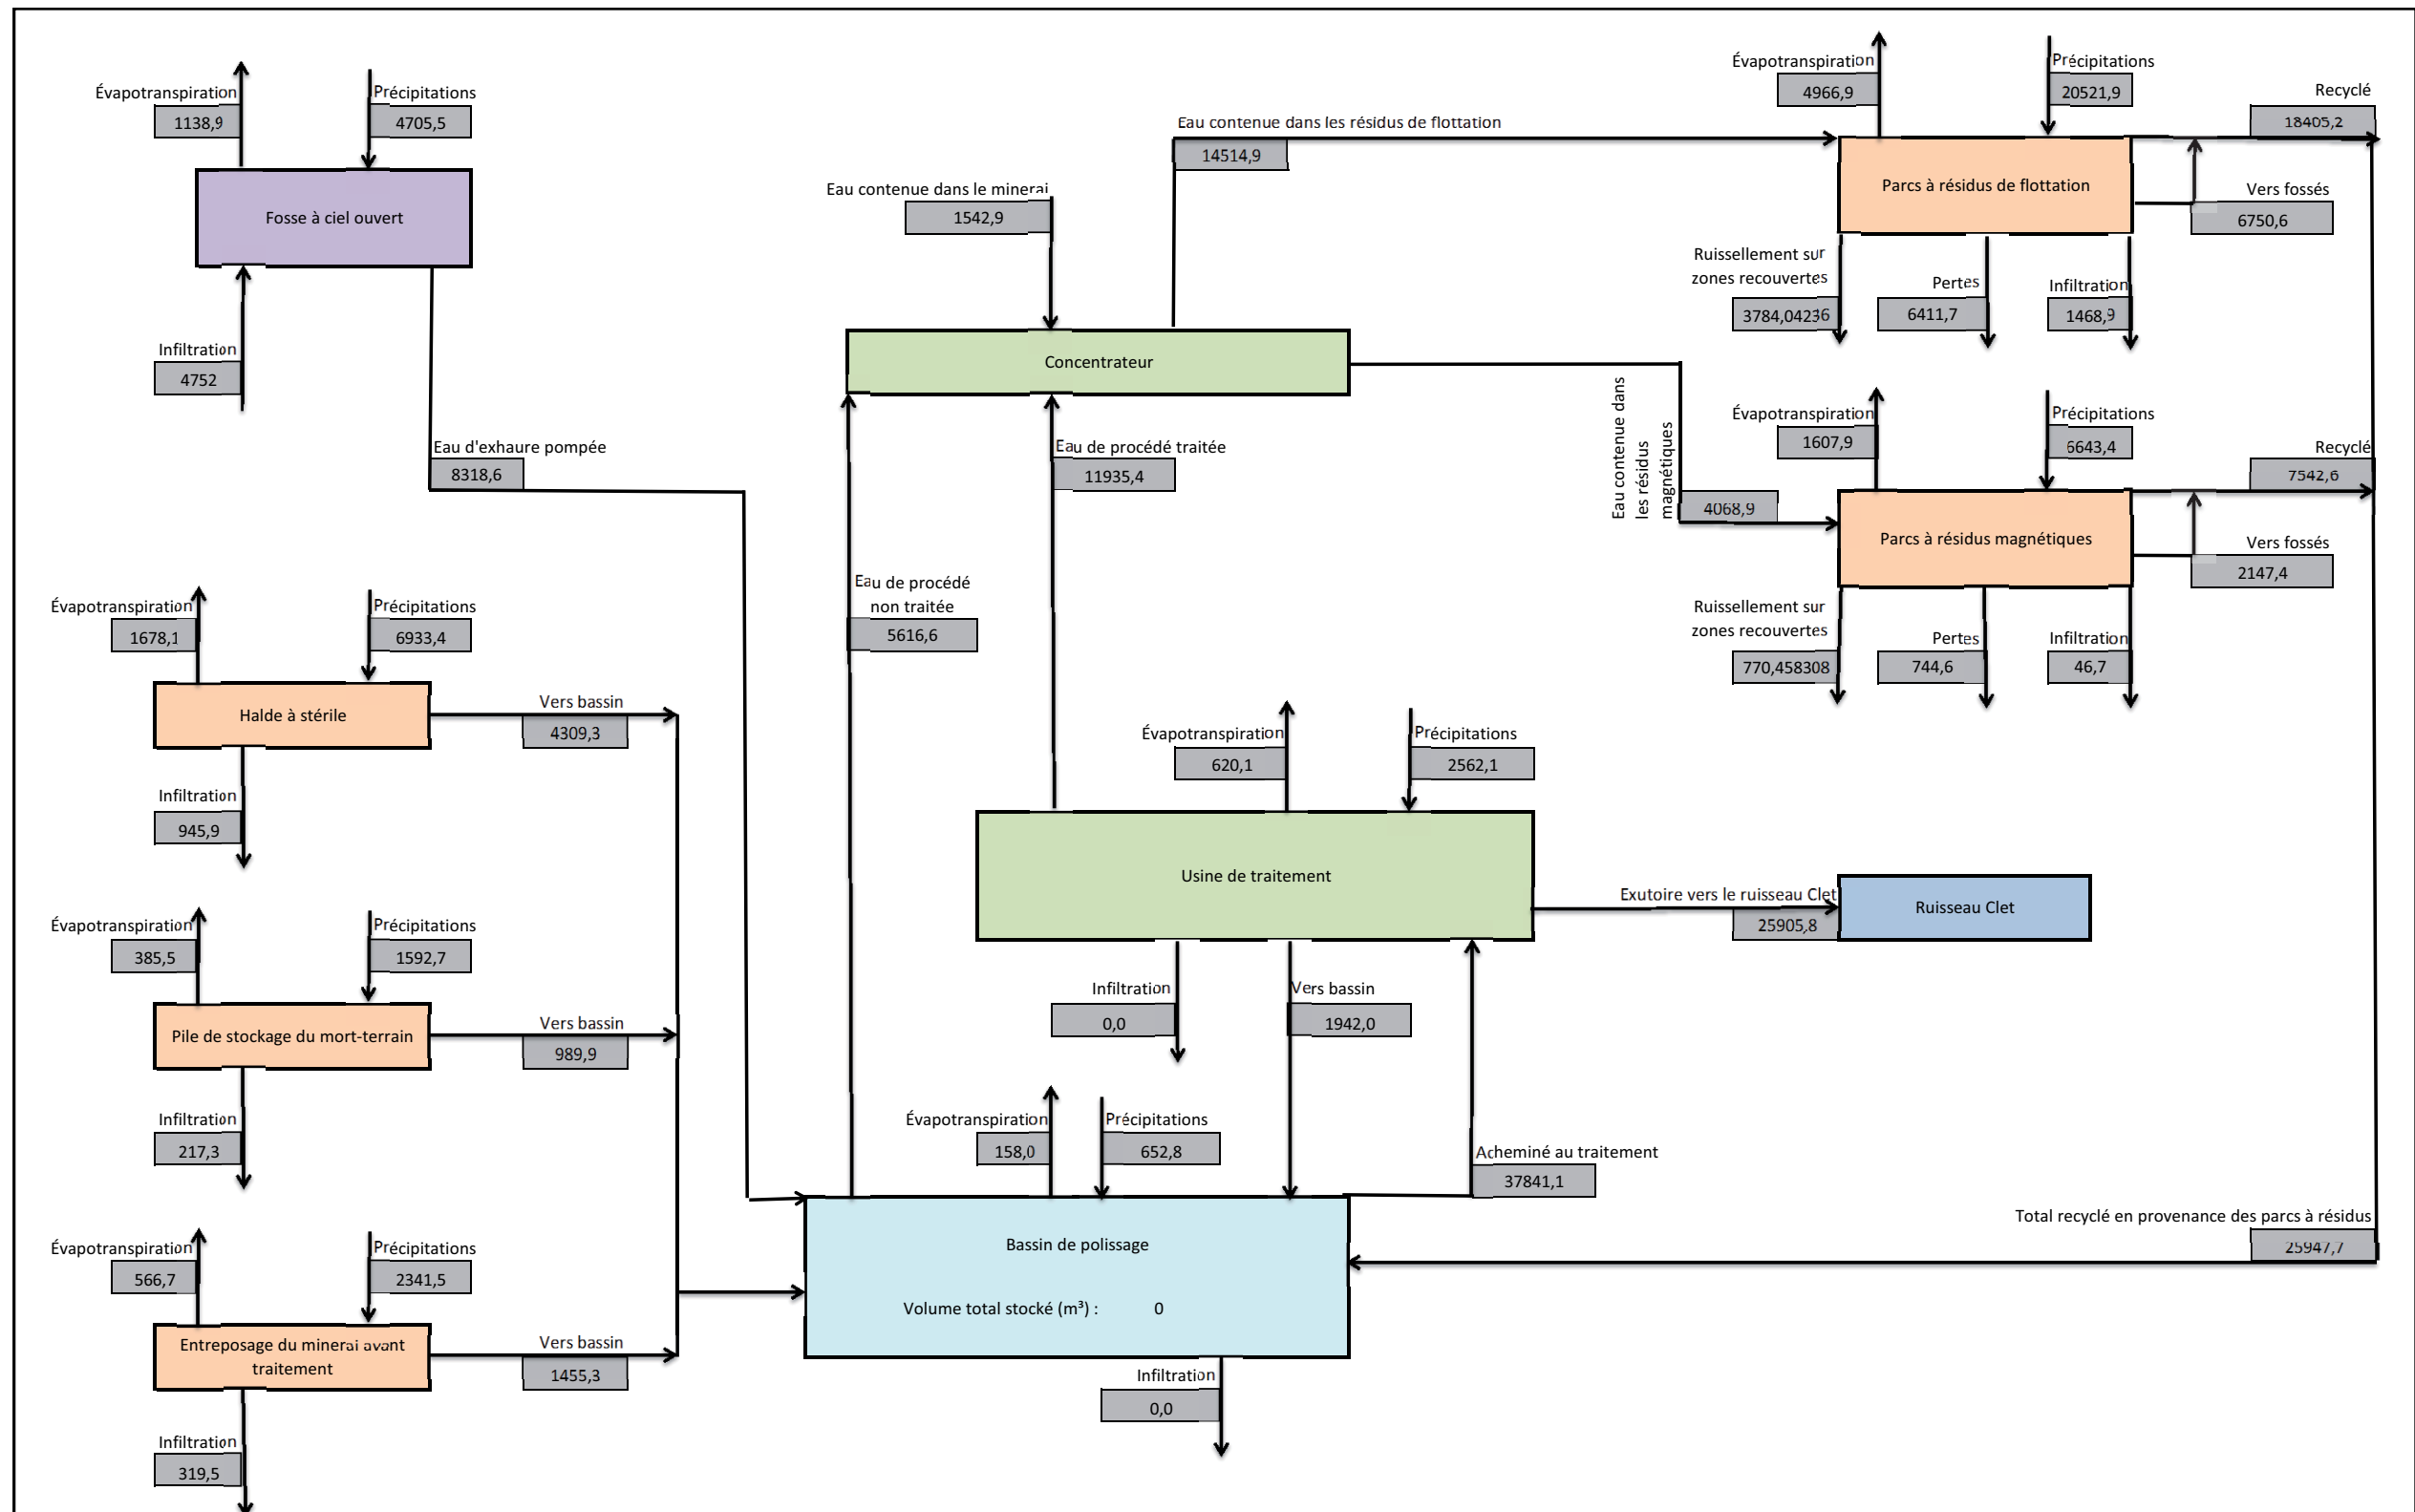 Évapotranspiration
1138,9
Précipitations
4705,5
Fosse à ciel ouvert
Infiltration
4752
Eau d'exhaure pompée
8318,6
Évapotranspiration
1678,1
Précipitations
6933,4
Halde à stérile
Vers bassin
4309,3
Infiltration
945,9
Évapotranspiration
385,5
Précipitations
1592,7
Pile de stockage du mort-terrain
Vers bassin
989,9
Infiltration
217,3
Évapotranspiration
566,7
Précipitations
2341,5
Entreposage du minerai avant
traitement
Vers bassin
1455,3
Infiltration
319,5
Eau contenue dans les résidus de flottation
14514,9
Eau contenue dans le minerai
1542,9
Concentrateur
Eau de procédé traitée
11935,4
Eau de procédé
non traitée
5616,6
Eau contenue dans
les résidus
magnétiques
4068,9
Évapotranspiration
620,1
Précipitations
2562,1
Usine de traitement
Exutoire vers le ruisseau Clet
25905,8
Ruisseau Clet
Infiltration
0,0
Vers bassin
1942,0
Évapotranspiration
158,0
Précipitations
652,8
Acheminé au traitement
37841,1
Bassin de polissage
Volume total stocké (m³) : 0
Infiltration
0,0
Évapotranspiration
4966,9
Précipitations
20521,9
Recyclé
18405,2
Parcs à résidus de flottation
Vers fossés
6750,6
Ruissellement sur
zones recouvertes
3784,04236
Pertes
6411,7
Infiltration
1468,9
Évapotranspiration
1607,9
Précipitations
6643,4
Recyclé
7542,6
Parcs à résidus magnétiques
Vers fossés
2147,4
Ruissellement sur
zones recouvertes
770,458308
Pertes
744,6
Infiltration
46,7
Total recyclé en provenance des parcs à résidus
25947,7